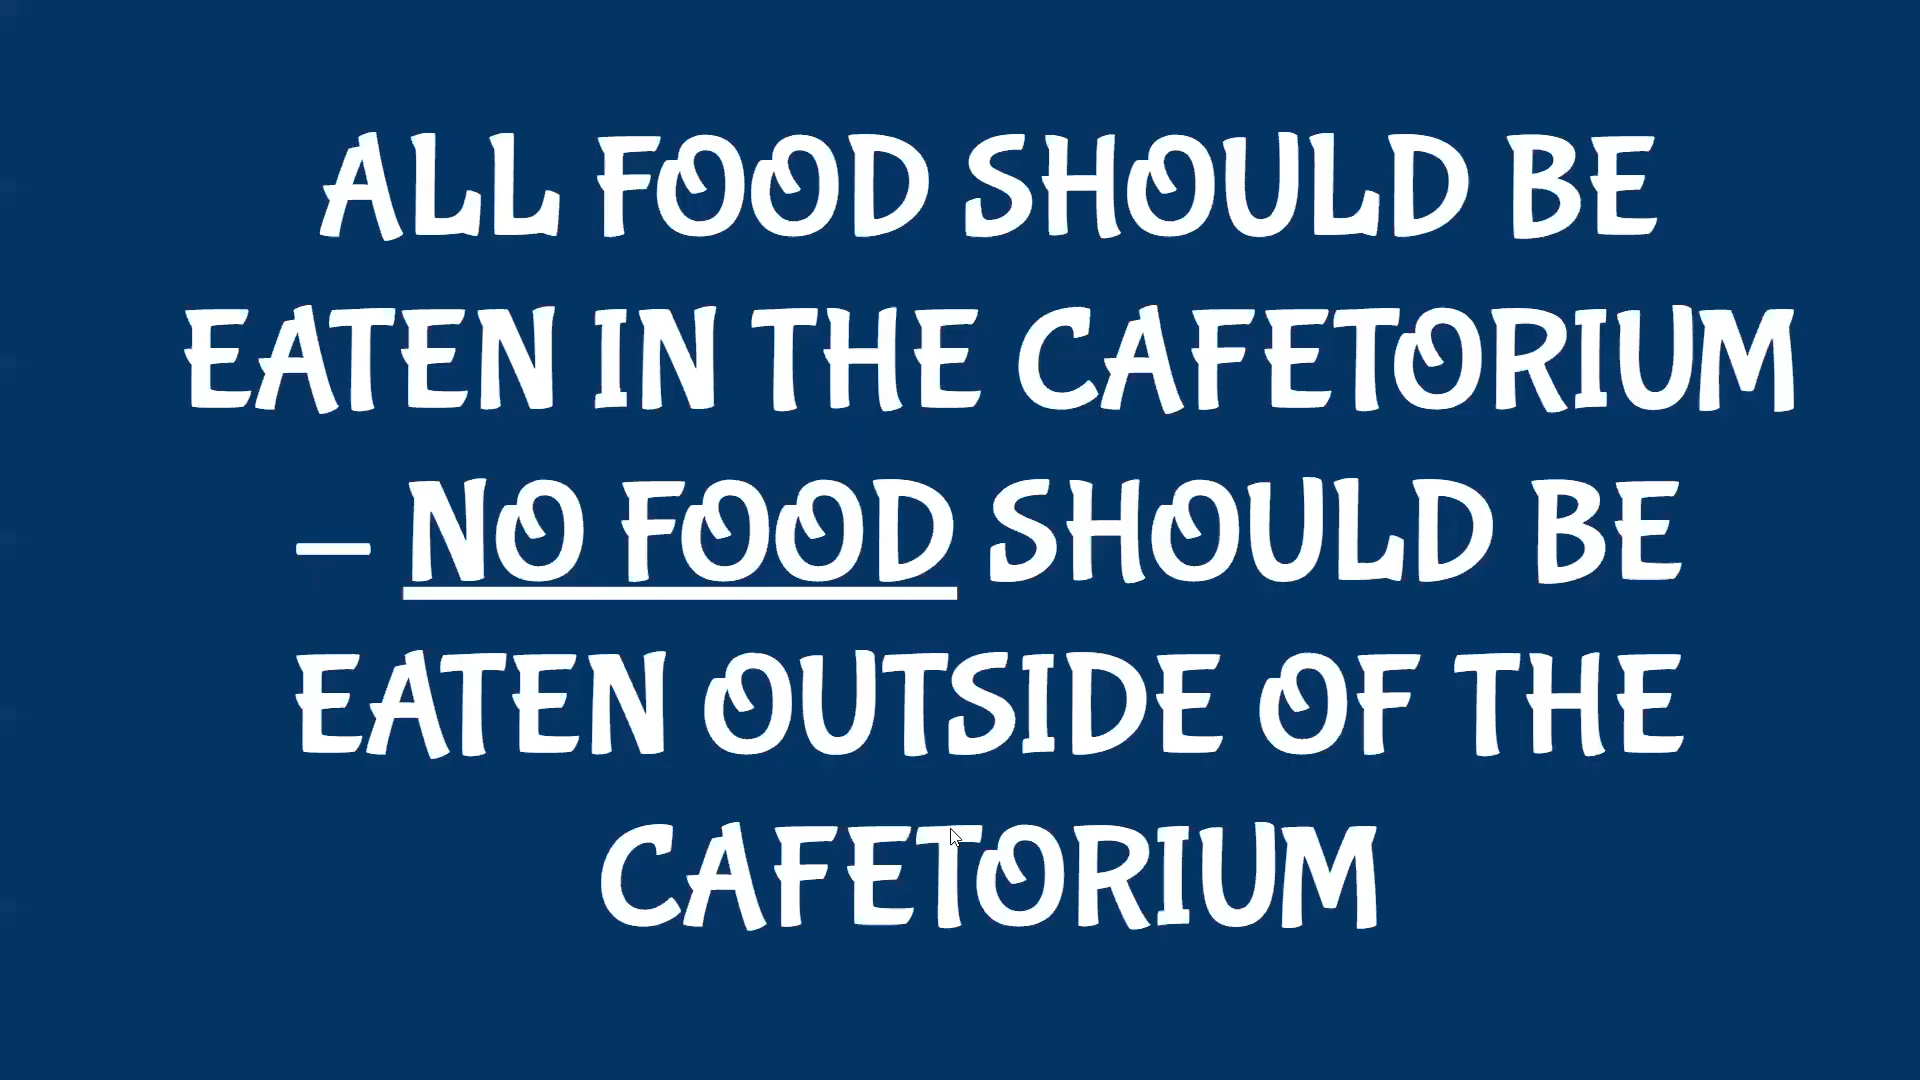 ALL FOOD SHOULD BE
EATEN IN THE CAFETORIUM
– NO FOOD SHOULD BE
EATEN OUTSIDE OF THE
CAFETORIUM